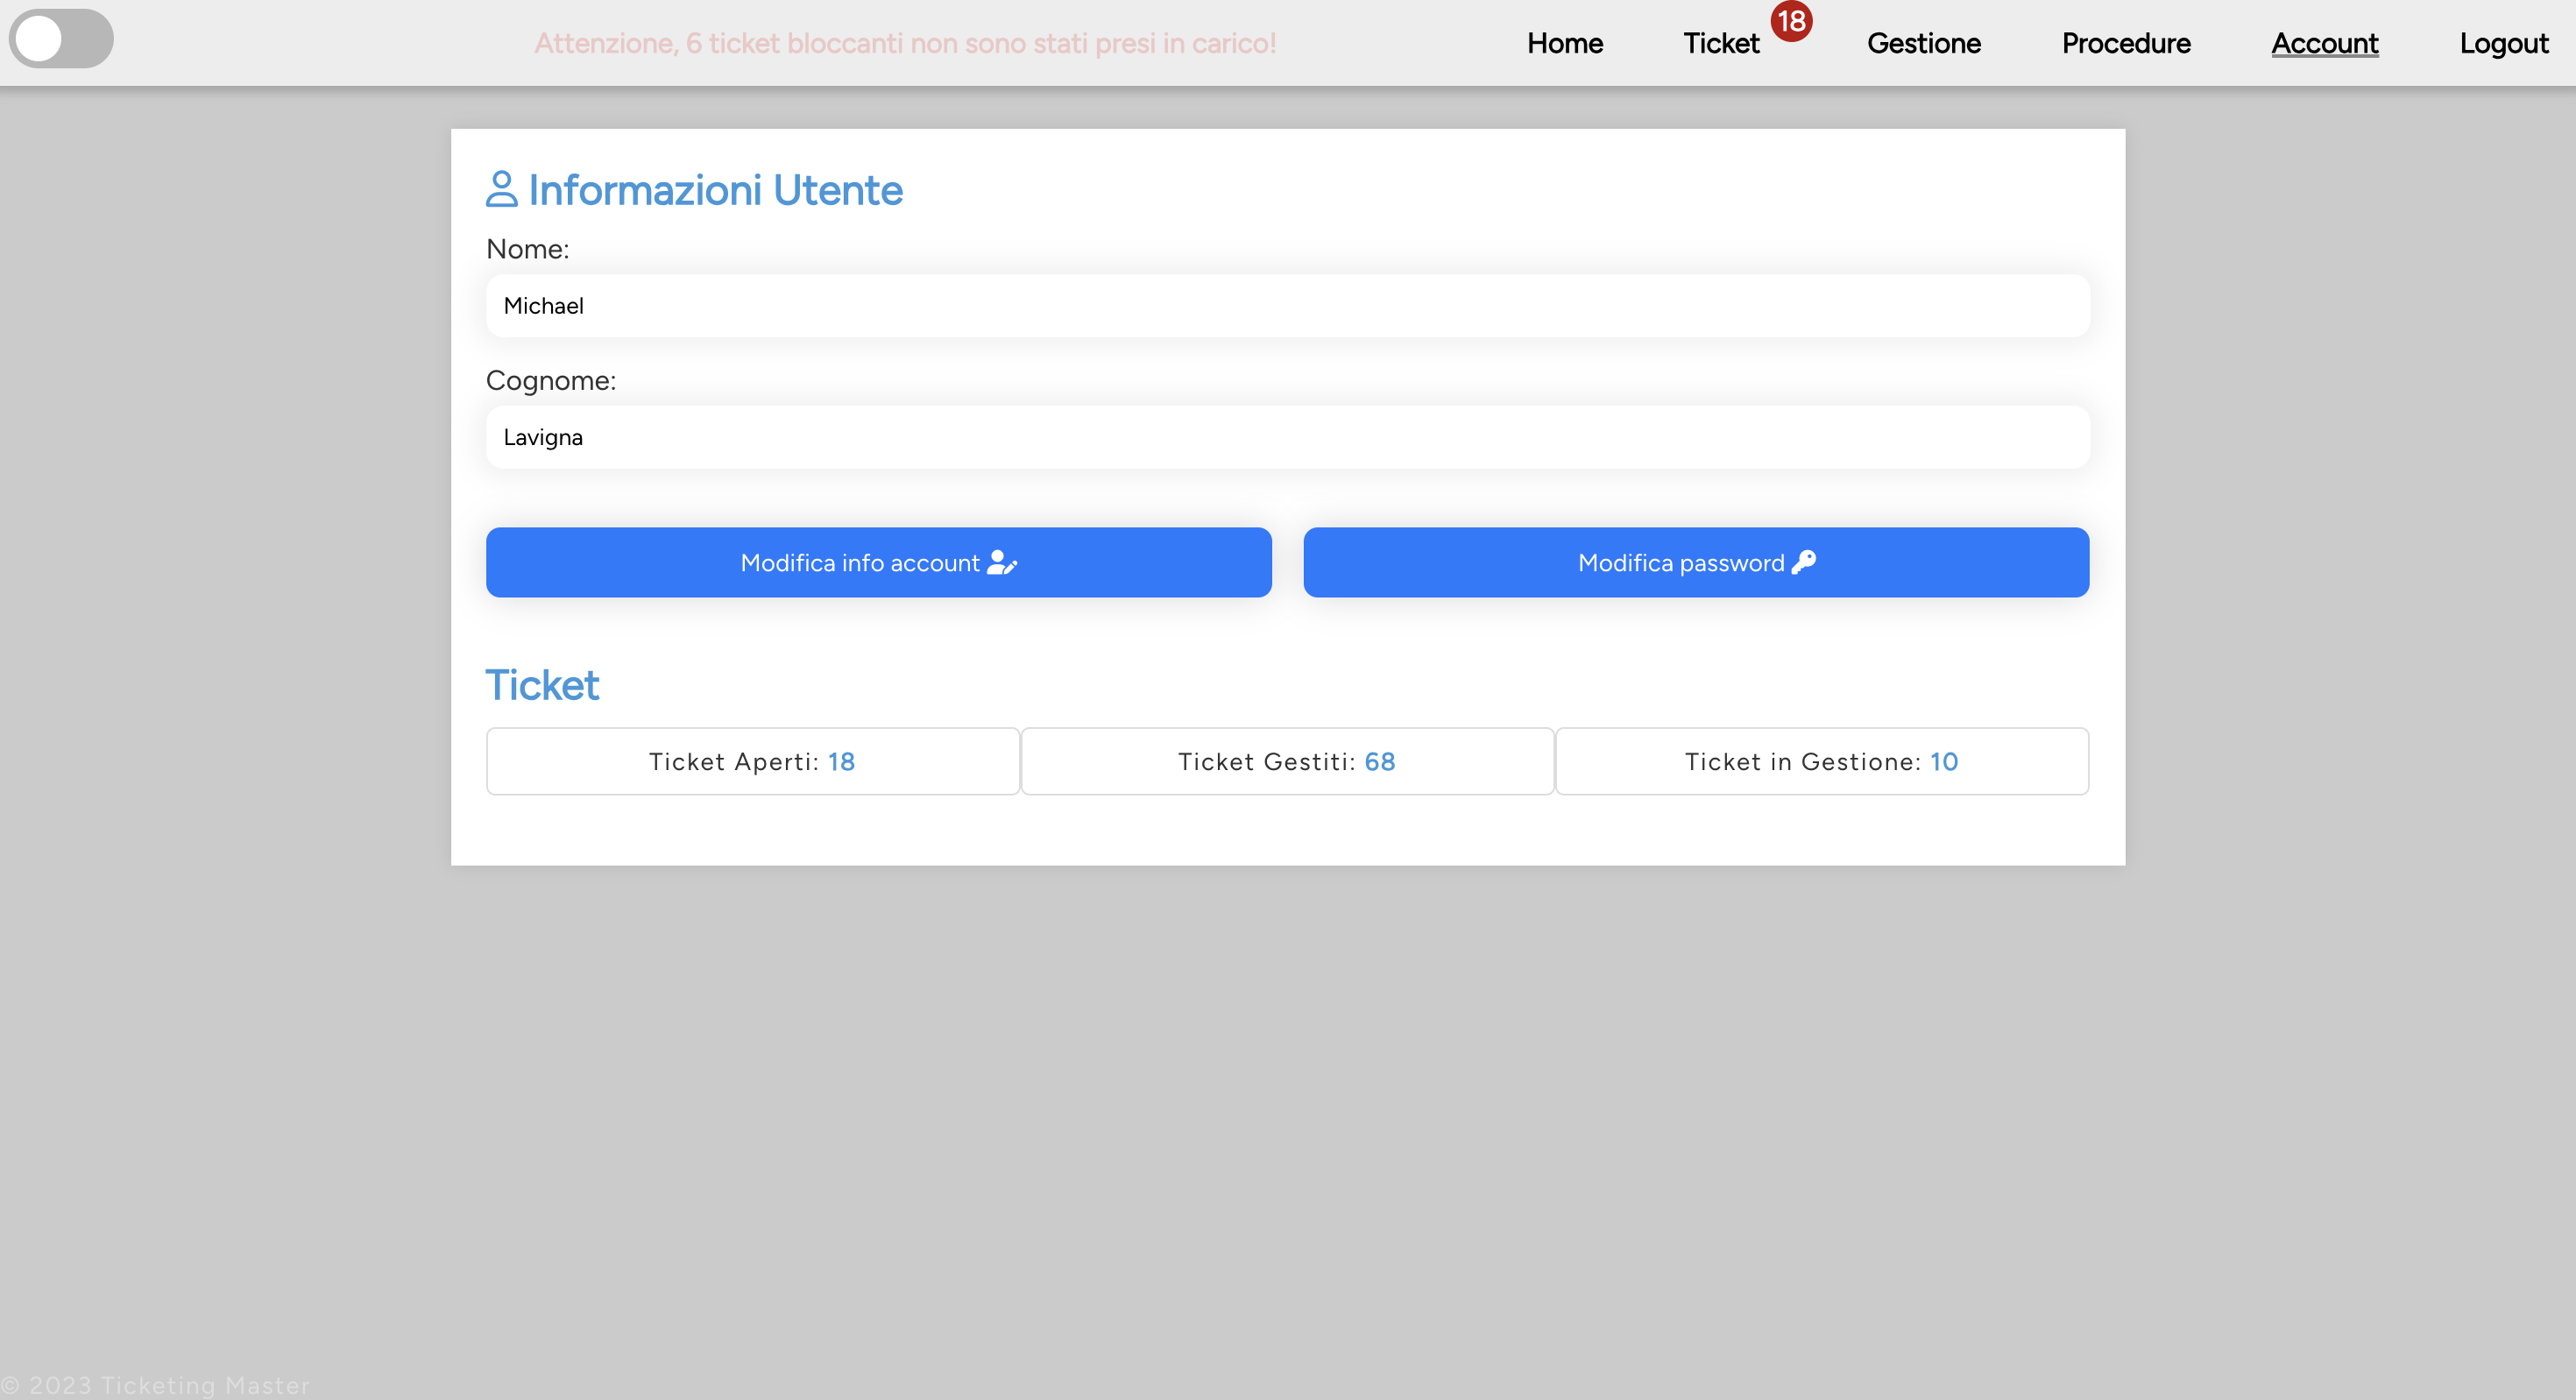 Attenzione, 6 ticket bloccanti non sono stati presi in carico!
Home Ticket 18 Gestione Procedure Account Logout
Informazioni Utente
Nome:
Michael
Cognome:
Lavigna
Modifica info account Modifica password
Ticket
Ticket Aperti: 18 Ticket Gestiti: 68 Ticket in Gestione: 10
© 2023 Ticketing Master